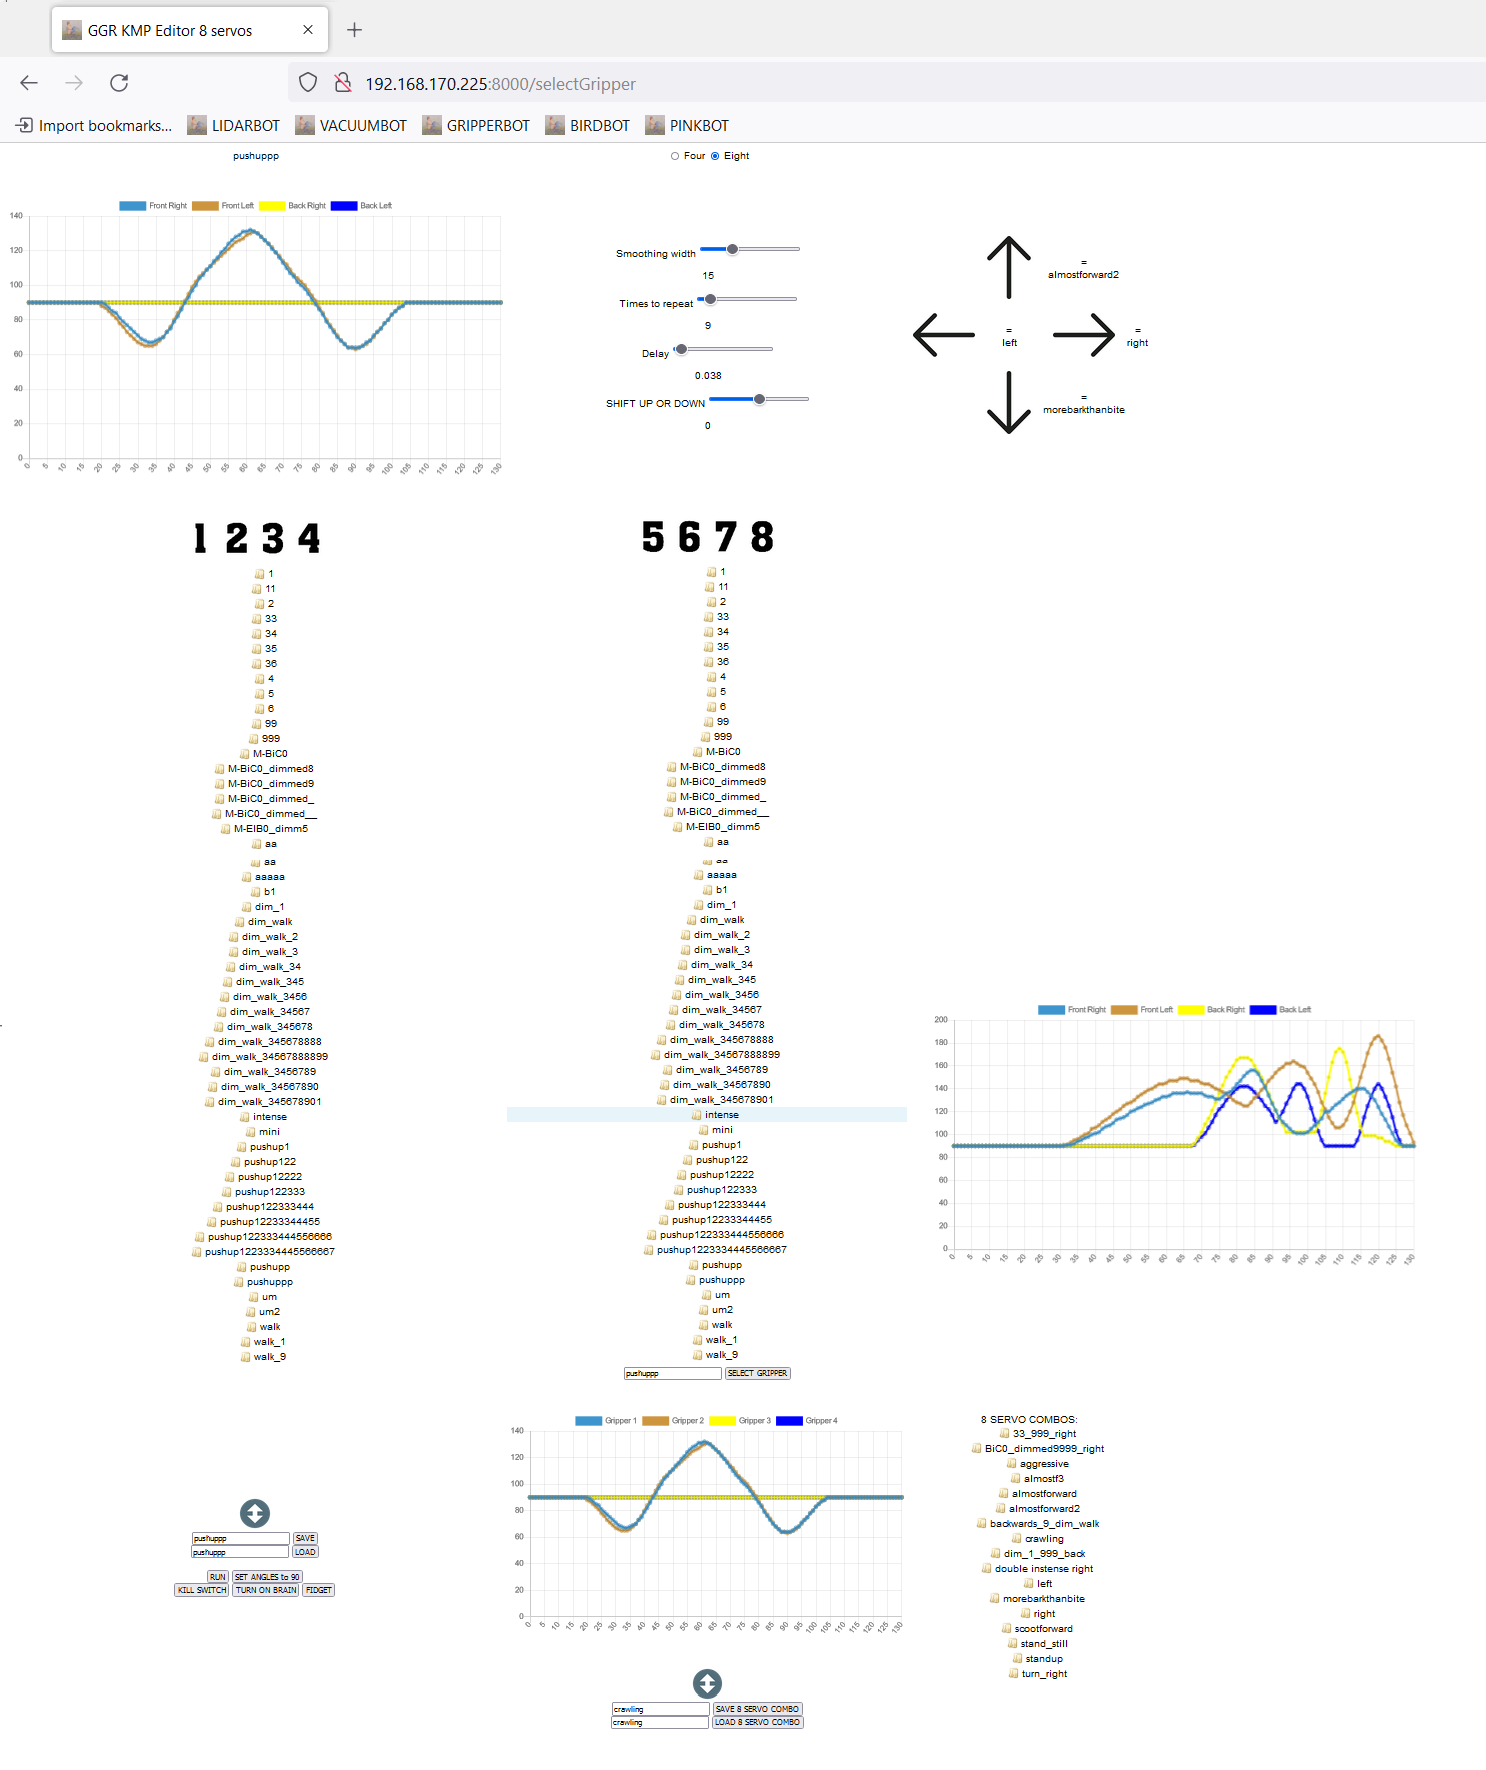 GGR KMP Editor 8 servos
192.168.170.225:8000/selectGripper
Import bookmarks... LIDARBOT VACUUMBOT GRIPPERBOT BIRDBOT PINKBOT
pushuppp
Four Eight
Front Right Front Left Back Right Back Left
140
120
100
80
60
40
20
0
0 5 10 15 20 25 30 35 40 45 50 55 60 65 70 75 80 85 90 95 100 105 110 115 120 125 130
Smoothing width
15
Times to repeat
9
Delay
0.038
SHIFT UP OR DOWN
0
=
almostforward2
=
left
=
right
=
morebarkthanbite
1 2 3 4
1
11
2
33
34
35
36
4
5
6
99
999
M-BiC0
M-BiC0_dimmed8
M-BiC0_dimmed9
M-BiC0_dimmed_
M-BiC0_dimmed__
M-EIB0_dimm5
aa
aa
aaaaa
b1
dim_1
dim_walk
dim_walk_2
dim_walk_3
dim_walk_34
dim_walk_345
dim_walk_3456
dim_walk_34567
dim_walk_345678
dim_walk_345678888
dim_walk_34567888899
dim_walk_3456789
dim_walk_34567890
dim_walk_345678901
intense
mini
pushup1
pushup122
pushup12222
pushup122333
pushup122333444
pushup12233344455
pushup122333444556666
pushup1223334445566667
pushupp
pushuppp
um
um2
walk
walk_1
walk_9
5 6 7 8
1
11
2
33
34
35
36
4
5
6
99
999
M-BiC0
M-BiC0_dimmed8
M-BiC0_dimmed9
M-BiC0_dimmed_
M-BiC0_dimmed__
M-EIB0_dimm5
aa
aa
aaaaa
b1
dim_1
dim_walk
dim_walk_2
dim_walk_3
dim_walk_34
dim_walk_345
dim_walk_3456
dim_walk_34567
dim_walk_345678
dim_walk_345678888
dim_walk_34567888899
dim_walk_3456789
dim_walk_34567890
dim_walk_345678901
intense
mini
pushup1
pushup122
pushup12222
pushup122333
pushup122333444
pushup12233344455
pushup122333444556666
pushup1223334445566667
pushupp
pushuppp
um
um2
walk
walk_1
walk_9
pushuppp SELECT GRIPPER
Front Right Front Left Back Right Back Left
200
180
160
140
120
100
80
60
40
20
0
0 5 10 15 20 25 30 35 40 45 50 55 60 65 70 75 80 85 90 95 100 105 110 115 120 125 130
pushuppp SAVE
pushuppp LOAD
RUN SET ANGLES to 90
KILL SWITCH TURN ON BRAIN FIDGET
Gripper 1 Gripper 2 Gripper 3 Gripper 4
140
120
100
80
60
40
20
0
0 5 10 15 20 25 30 35 40 45 50 55 60 65 70 75 80 85 90 95 100 105 110 115 120 125 130
crawling SAVE 8 SERVO COMBO
crawling LOAD 8 SERVO COMBO
8 SERVO COMBOS:
33_999_right
BiC0_dimmed9999_right
aggressive
almostf3
almostforward
almostforward2
backwards_9_dim_walk
crawling
dim_1_999_back
double instense right
left
morebarkthanbite
right
scootforward
stand_still
standup
turn_right